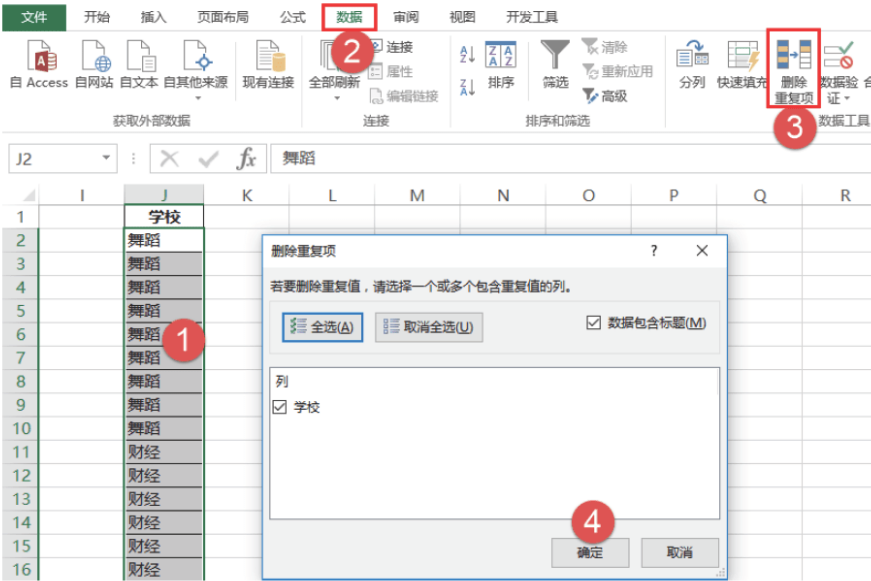 文件 开始 插入 页面布局 公式 数据 审阅 视图 开发工具
2
连接 清除
属性 重新应用
自 Access 自网站 自文本 自其他来源 现有连接 全部刷新 编辑链接 排序 筛选 高级 分列 快速填充 删除重复项 数据验证
获取外部数据 连接 排序和筛选 3 数据工具
J2 fx 舞蹈
I J K L M N O P Q R
1 学校
2 舞蹈
3 舞蹈
4 舞蹈
5 舞蹈
6 舞蹈 1
7 舞蹈
8 舞蹈
9 舞蹈
10 舞蹈
11 财经
12 财经
13 财经
14 财经
15 财经
16 财经
删除重复项 ?
若要删除重复值，请选择一个或多个包含重复值的列。
全选(A) 取消全选(U) 数据包含标题(M)
列
学校
4
确定 取消